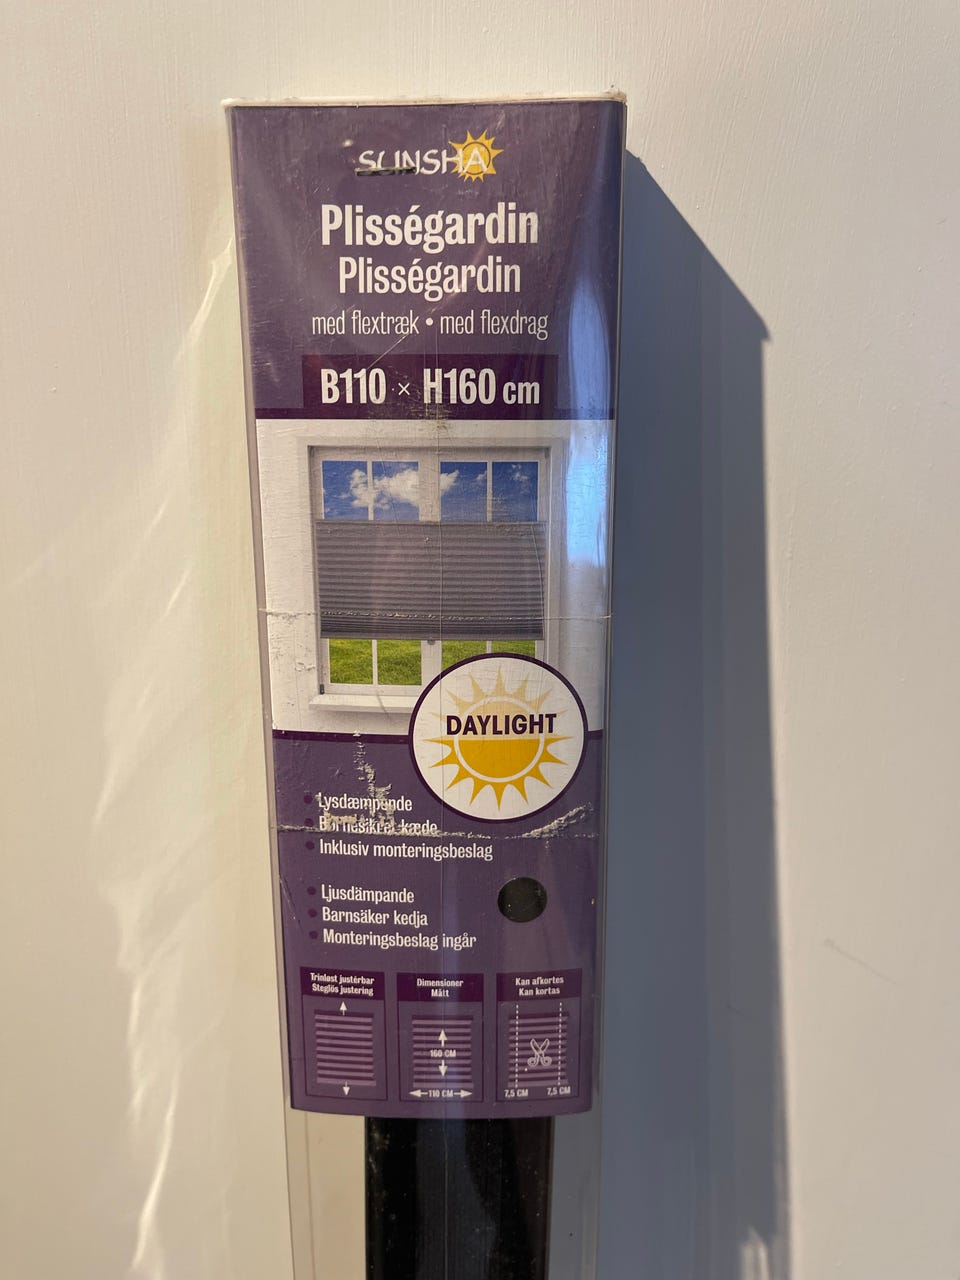 SUNSHA
Plisségardin
Plisségardin
med flextræk • med flexdrag
B110 × H160 cm
DAYLIGHT
• Lysdæmpende
• Børnesikret kæde
• Inklusiv monteringsbeslag
• Ljusdämpande
• Barnsäker kedja
• Monteringsbeslag ingår
Trinløst justérbar
Steglös justering
Dimensioner
Mått
160 CM
110 CM
Kan afkortes
Kan kortas
7,5 CM 7,5 CM